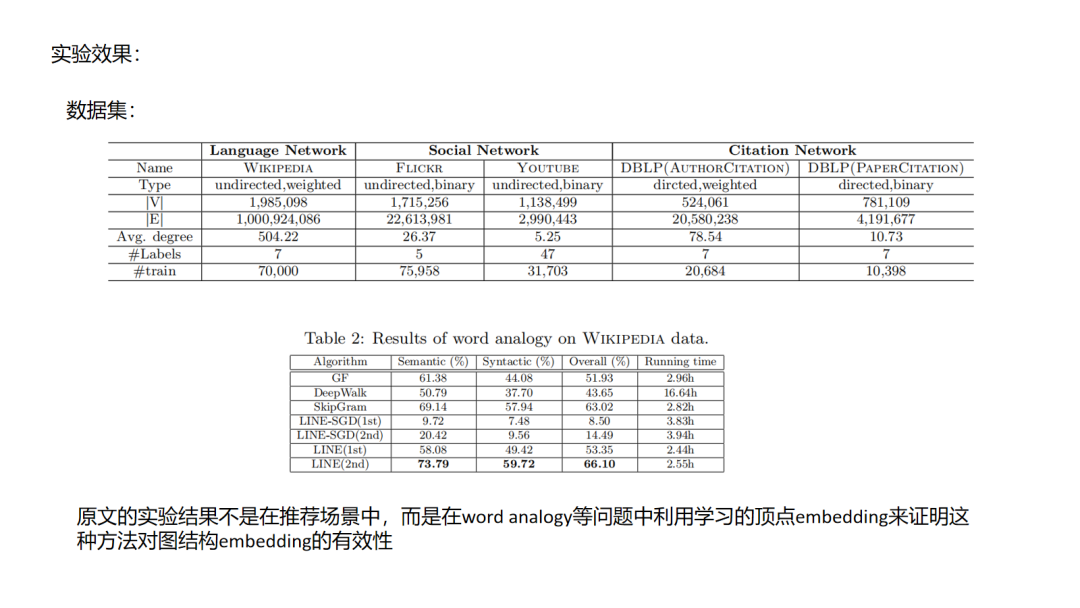 实验效果：
数据集：
Language Network Social Network Citation Network
Name WIKIPEDIA FLICKR YOUTUBE DBLP(AUTHORCITATION) DBLP(PAPERCITATION)
Type undirected,weighted undirected,binary undirected,binary dircted,weighted directed,binary
|V| 1,985,098 1,715,256 1,138,499 524,061 781,109
|E| 1,000,924,086 22,613,981 2,990,443 20,580,238 4,191,677
Avg. degree 504.22 26.37 5.25 78.54 10.73
#Labels 7 5 47 7 7
#train 70,000 75,958 31,703 20,684 10,398
Table 2: Results of word analogy on WIKIPEDIA data.
Algorithm Semantic (%) Syntactic (%) Overall (%) Running time
GF 61.38 44.08 51.93 2.96h
DeepWalk 50.79 37.70 43.65 16.64h
SkipGram 69.14 57.94 63.02 2.82h
LINE-SGD(1st) 9.72 7.48 8.50 3.83h
LINE-SGD(2nd) 20.42 9.56 14.49 3.94h
LINE(1st) 58.08 49.42 53.35 2.44h
LINE(2nd) 73.79 59.72 66.10 2.55h
原文的实验结果不是在推荐场景中，而是在word analogy等问题中利用学习的顶点embedding来证明这
种方法对图结构embedding的有效性